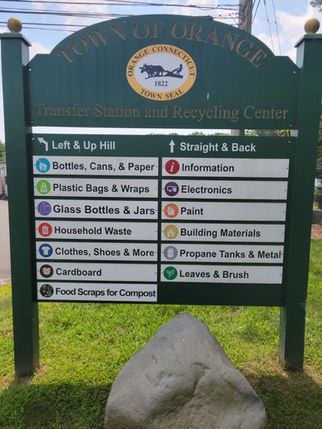 TOWN OF ORANGE
ORANGE CONNECTICUT
1822
TOWN SEAL
Transfer Station and Recycling Center
Left & Up Hill
Bottles, Cans, & Paper
Plastic Bags & Wraps
Glass Bottles & Jars
Household Waste
Clothes, Shoes & More
Cardboard
Food Scraps for Compost
Straight & Back
Information
Electronics
Paint
Building Materials
Propane Tanks & Metal
Leaves & Brush